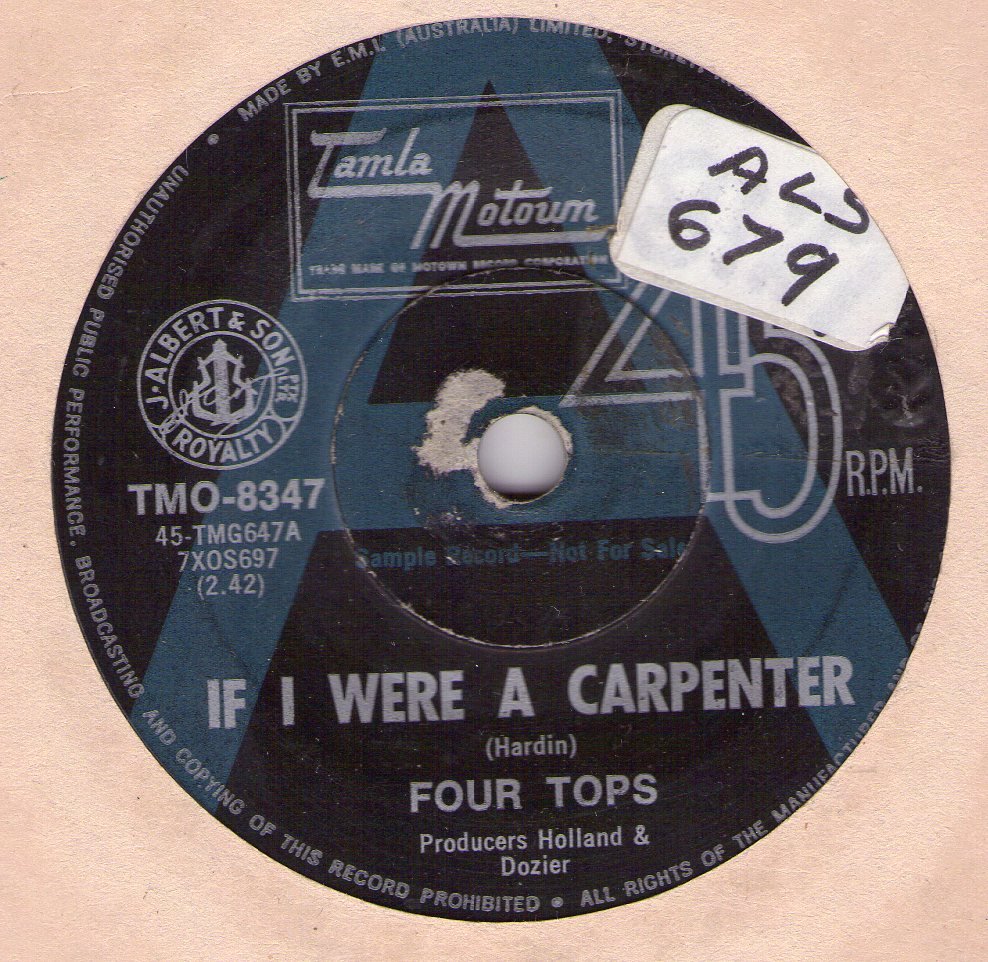 MADE BY E.M.I. (AUSTRALIA) LIMITED,
Tamla
Motown
TRADE MARK OF MOTOWN RECORD CORPORATION
ALS
679
45
R.P.M.
J. ALBERT & SON PTY LTD
ROYALTY
TMO-8347
45-TMG647A
7XOS697
(2.42)
Sample Record—Not For Sale
IF I WERE A CARPENTER
(Hardin)
FOUR TOPS
Producers Holland &
Dozier
UNAUTHORISED PUBLIC PERFORMANCE, BROADCASTING AND COPYING OF THIS RECORD PROHIBITED • ALL RIGHTS OF THE MANUFACTURER AND